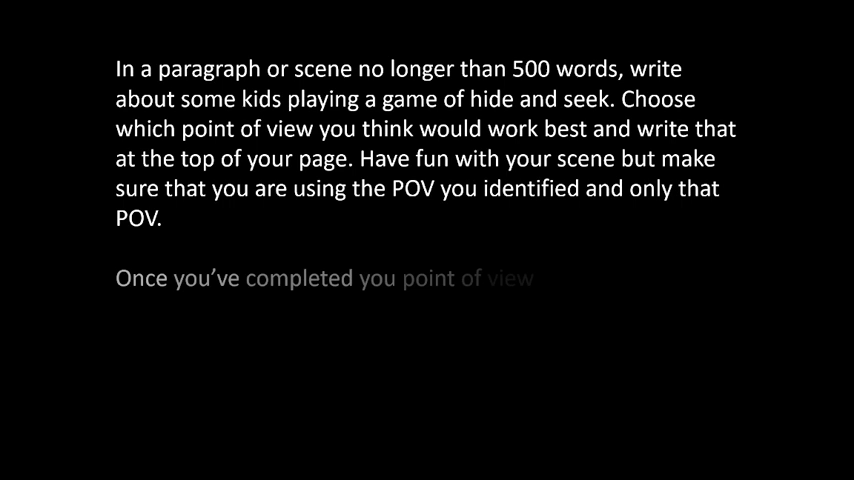 In a paragraph or scene no longer than 500 words, write
about some kids playing a game of hide and seek. Choose
which point of view you think would work best and write that
at the top of your page. Have fun with your scene but make
sure that you are using the POV you identified and only that
POV.
Once you've completed you point of view